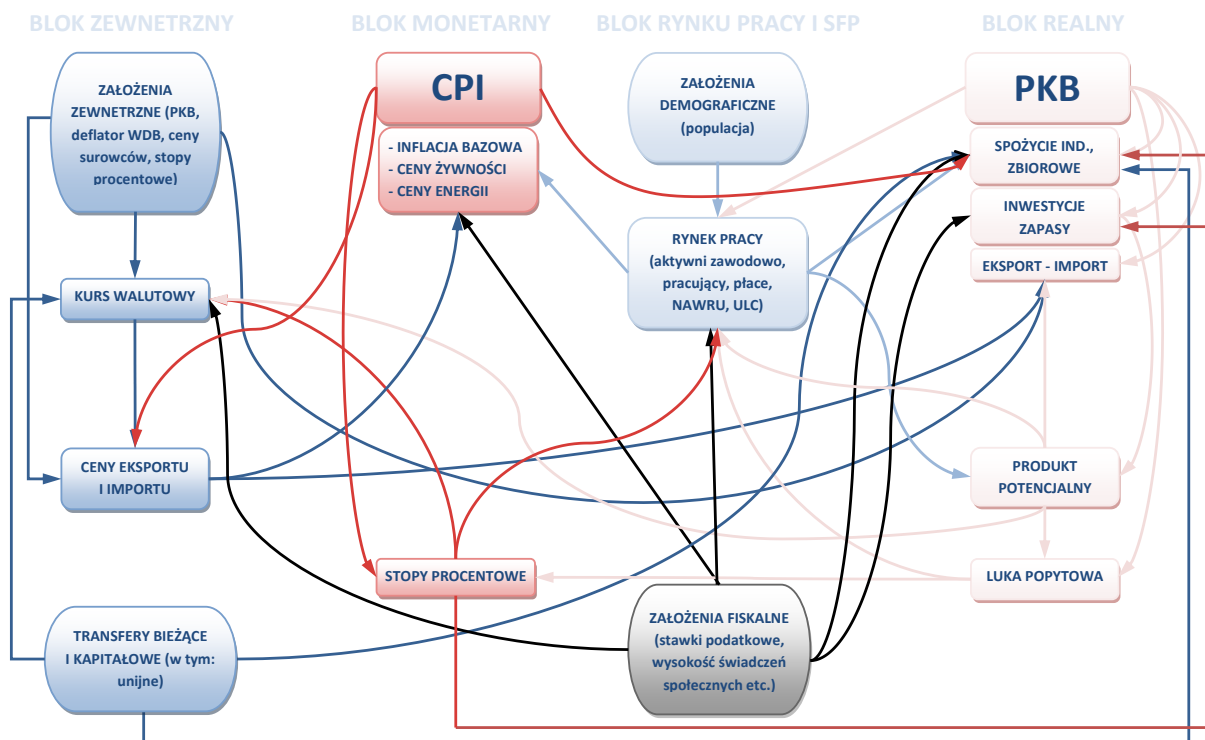 BLOK ZEWNETRZNY
BLOK MONETARNY
BLOK RYNKU PRACY I SFP
BLOK REALNY
ZAŁOŻENIA
ZEWNETRZNE (PKB,
deflator WDB, ceny
surowców, stopy
procentowe)
KURS WALUTOWY
CENY EKSPORTU
I IMPORTU
TRANSFERY BIEŻĄCE
I KAPITAŁOWE (w tym:
unijne)
CPI
- INFLACJA BAZOWA
- CENY ŻYWNOŚCI
- CENY ENERGII
STOPY PROCENTOWE
ZAŁOŻENIA
DEMOGRAFICZNE
(populacja)
RYNEK PRACY
(aktywni zawodowo,
pracujący, płace,
NAWRU, ULC)
ZAŁOŻENIA FISKALNE
(stawki podatkowe,
wysokość świadczeń
społecznych etc.)
PKB
SPOŻYCIE IND.,
ZBIOROWE
INWESTYCJE
ZAPASY
EKSPORT - IMPORT
PRODUKT
POTENCJALNY
LUKA POPYTOWA